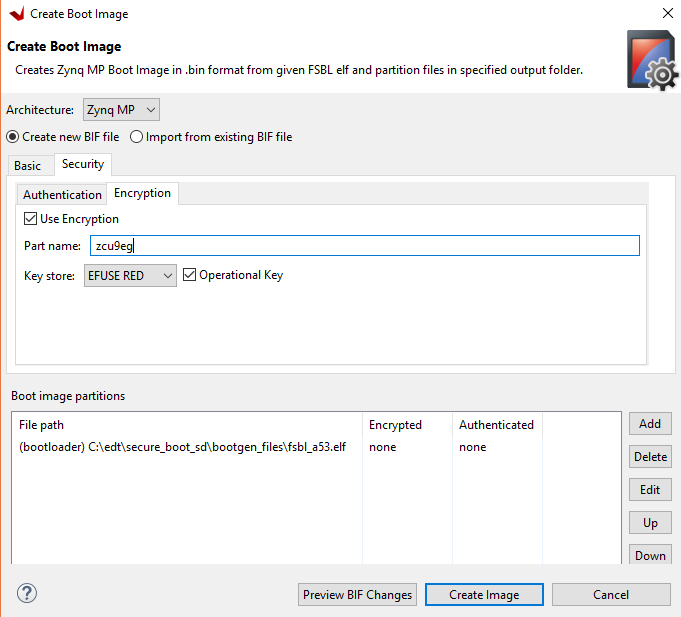 Create Boot Image
Create Boot Image
Creates Zynq MP Boot Image in .bin format from given FSBL elf and partition files in specified output folder.
Architecture: Zynq MP
Create new BIF file Import from existing BIF file
Basic Security
Authentication Encryption
Use Encryption
Part name: zcu9eg
Key store: EFUSE RED Operational Key
Boot image partitions
File path Encrypted Authenticated Add
(bootloader) C:\edt\secure_boot_sd\bootgen_files\fsbl_a53.elf none none
Delete
Edit
Up
Down
? Preview BIF Changes Create Image Cancel